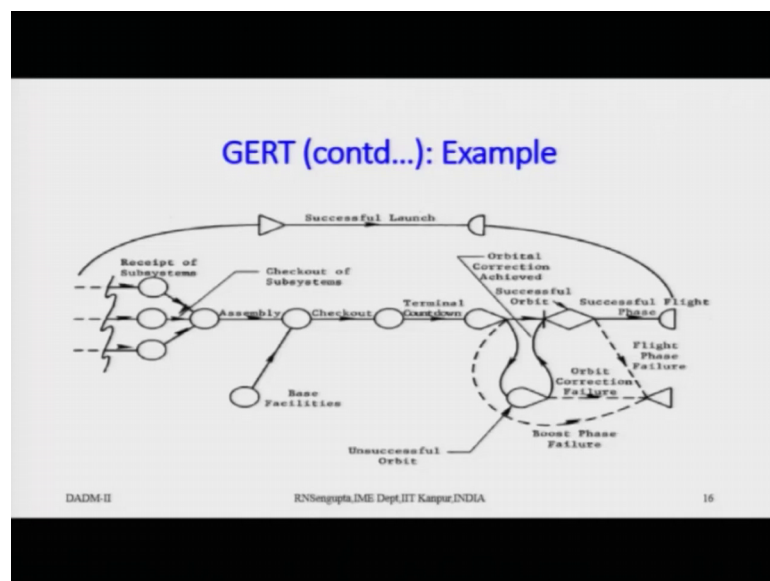 GERT (contd...): Example
Successful Launch
Receipt of
Subsystems
Checkout of
Subsystems
Assembly
Checkout
Terminal
Countdown
Orbital
Correction
Achieved
Successful
Orbit
Successful Flight
Phase
Flight
Phase
Failure
Orbit
Correction
Failure
Base
Facilities
Boost Phase
Failure
Unsuccessful
Orbit
DADM-II
RNSengupta,IME Dept,IIT Kanpur,INDIA
16